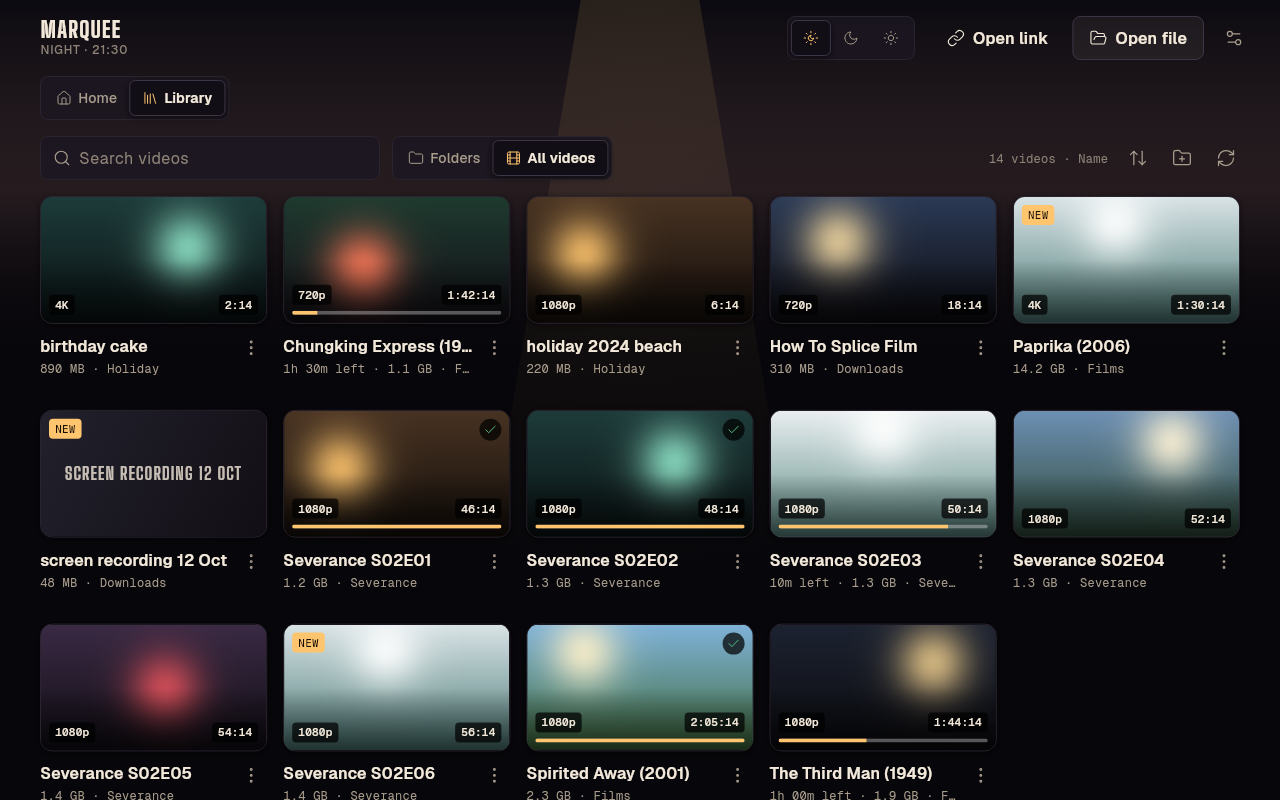 MARQUEE
NIGHT · 21:30
Open link
Open file
Home
Library
Search videos
Folders
All videos
14 videos · Name
4K
2:14
720p
1:42:14
1080p
6:14
720p
18:14
NEW
4K
1:30:14
birthday cake
890 MB · Holiday
Chungking Express (19…
1h 30m left · 1.1 GB · F…
holiday 2024 beach
220 MB · Holiday
How To Splice Film
310 MB · Downloads
Paprika (2006)
14.2 GB · Films
NEW
SCREEN RECORDING 12 OCT
1080p
46:14
1080p
48:14
1080p
50:14
1080p
52:14
screen recording 12 Oct
48 MB · Downloads
Severance S02E01
1.2 GB · Severance
Severance S02E02
1.3 GB · Severance
Severance S02E03
10m left · 1.3 GB · Seve…
Severance S02E04
1.3 GB · Severance
1080p
54:14
NEW
1080p
56:14
1080p
2:05:14
1080p
1:44:14
Severance S02E05
1.4 GB · Severance
Severance S02E06
1.4 GB · Severance
Spirited Away (2001)
2.3 GB · Films
The Third Man (1949)
1h 00m left · 1.9 GB · F…